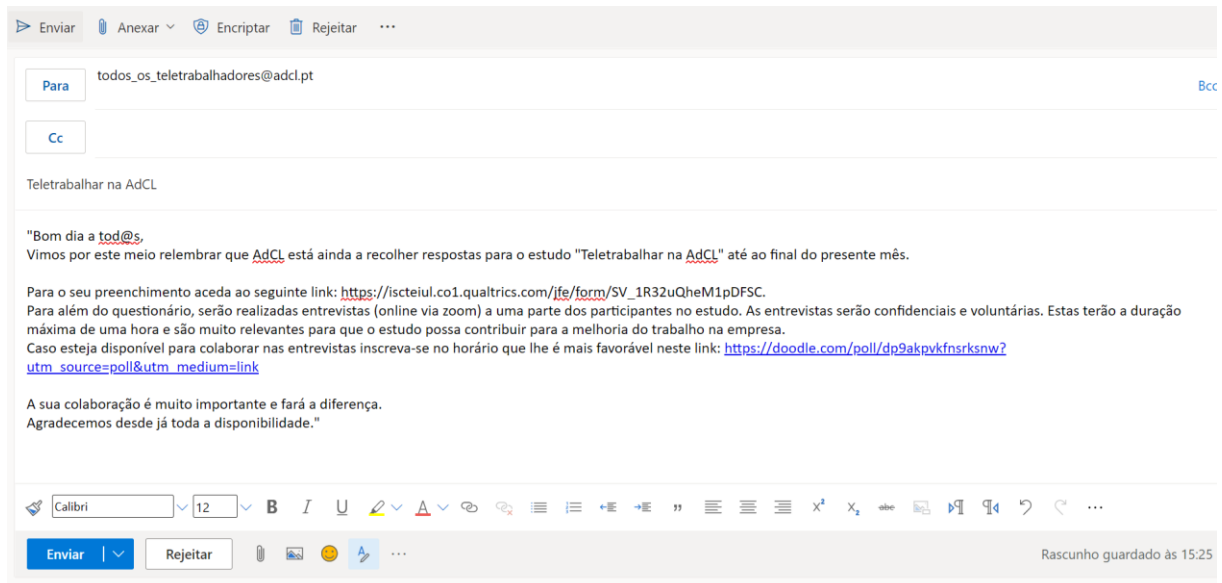 Enviar Anexar Encriptar Rejeitar ...
todos_os_teletrabalhadores@adcl.pt
Para
Bcc
Cc
Teletrabalhar na AdCL
"Bom dia a tod@s,
Vimos por este meio relembrar que AdCL está ainda a recolher respostas para o estudo "Teletrabalhar na AdCL" até ao final do presente mês.
Para o seu preenchimento aceda ao seguinte link: https://iscteiul.co1.qualtrics.com/jfe/form/SV_1R32uQheM1pDFSC.
Para além do questionário, serão realizadas entrevistas (online via zoom) a uma parte dos participantes no estudo. As entrevistas serão confidenciais e voluntárias. Estas terão a duração
máxima de uma hora e são muito relevantes para que o estudo possa contribuir para a melhoria do trabalho na empresa.
Caso esteja disponível para colaborar nas entrevistas inscreva-se no horário que lhe é mais favorável neste link: https://doodle.com/poll/dp9akpvkfnsrksnw?
utm_source=poll&utm_medium=link
A sua colaboração é muito importante e fará a diferença.
Agradecemos desde já toda a disponibilidade."
Calibri 12 B I U A " x² x₂ abc ...
Enviar Rejeitar ... Rascunho guardado às 15:25